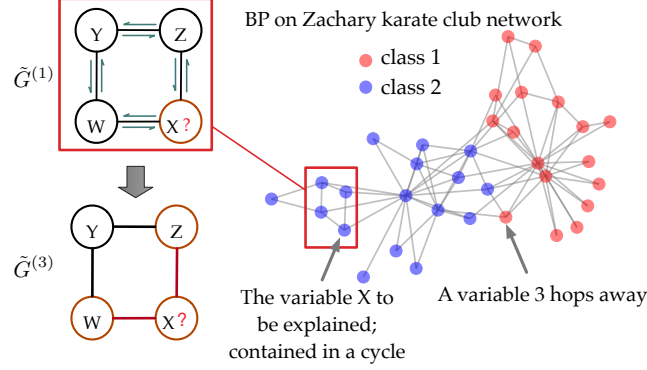 BP on Zachary karate club network
class 1
class 2
G̃⁽¹⁾
Y
Z
W
X?
G̃⁽³⁾
Y
Z
W
X?
The variable X to
be explained;
contained in a cycle
A variable 3 hops away